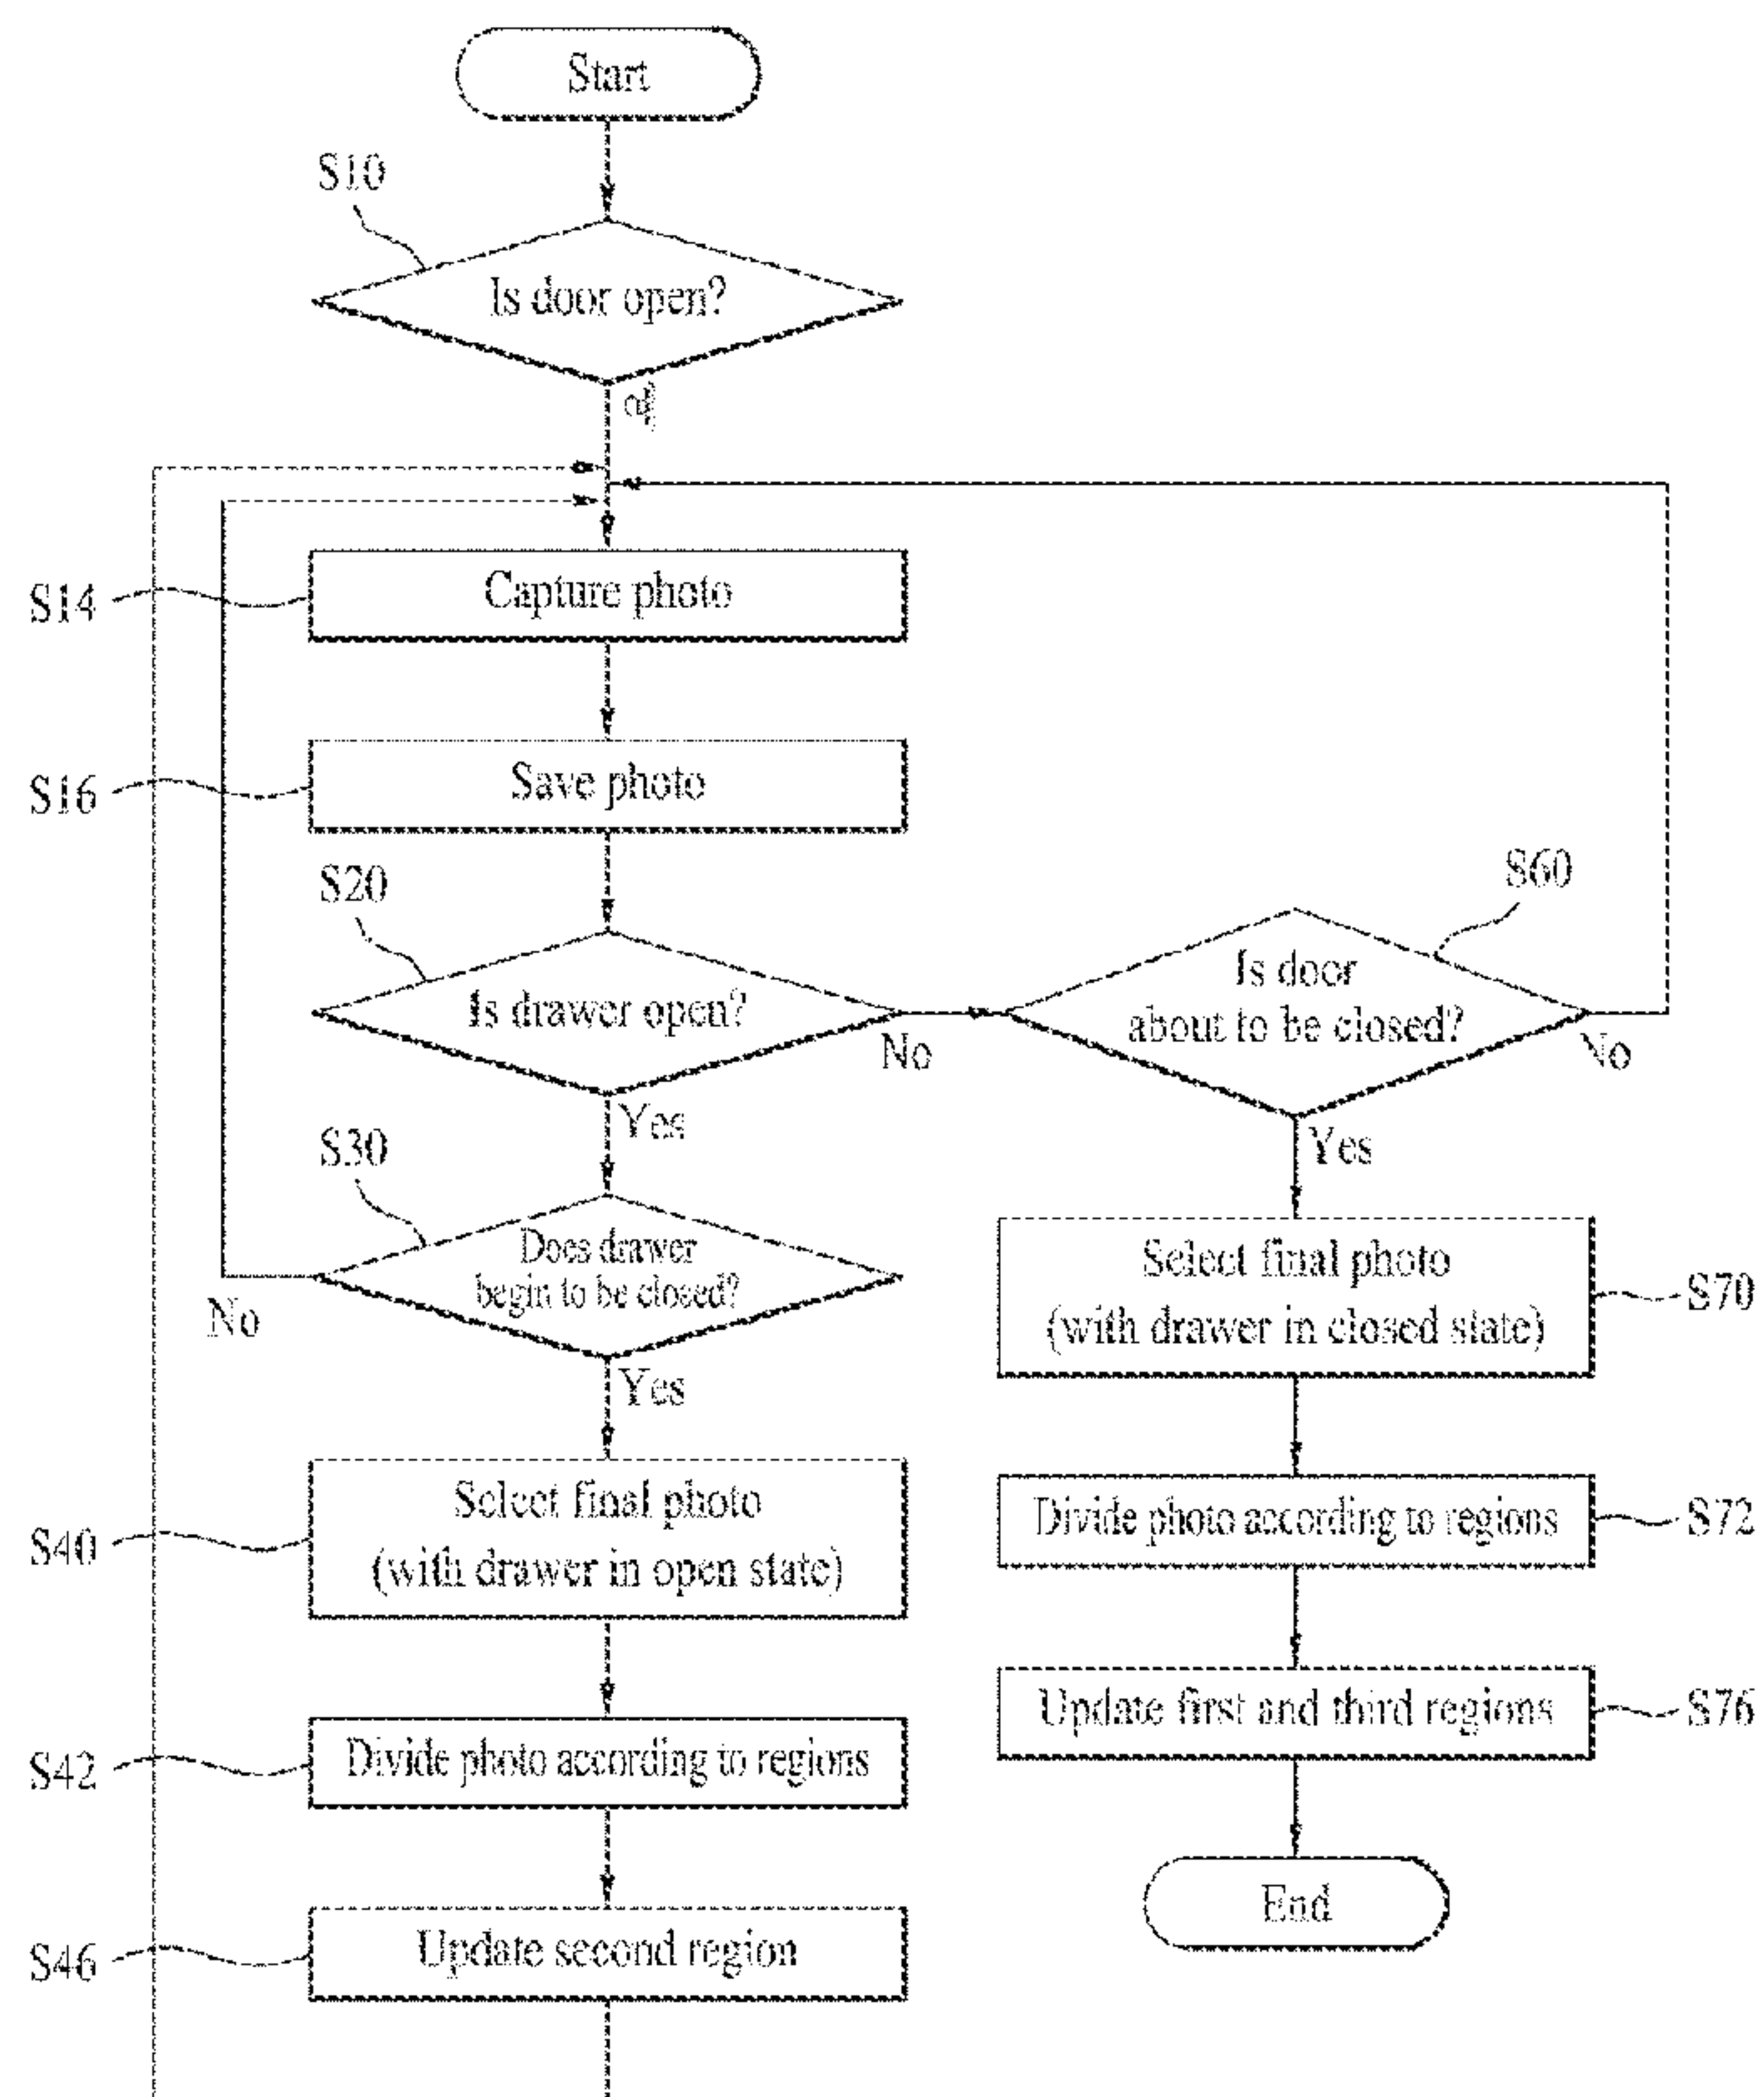 Start
S10
Is door open?
예
S14
Capture photo
S16
Save photo
S20
Is drawer open?
No
Yes
S60
Is door
about to be closed?
No
Yes
S30
Does drawer
begin to be closed?
No
Yes
S40
Select final photo
(with drawer in open state)
S42
Divide photo according to regions
S46
Update second region
Select final photo
(with drawer in closed state)
S70
Divide photo according to regions
S72
Update first and third regions
S76
End